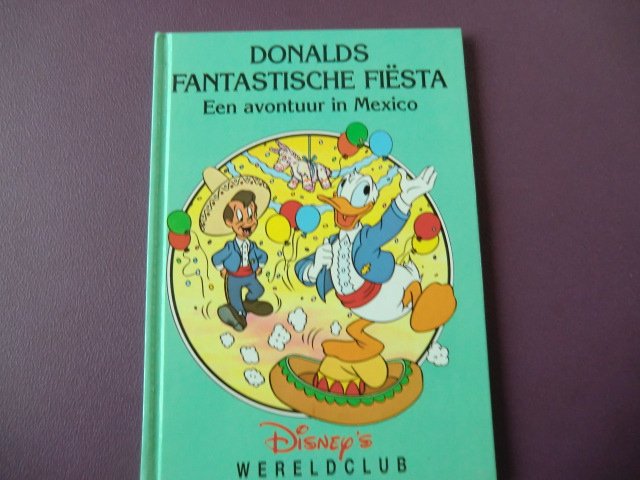 DONALDS
FANTASTISCHE FIËSTA
Een avontuur in Mexico
DISNEY'S
WERELDCLUB